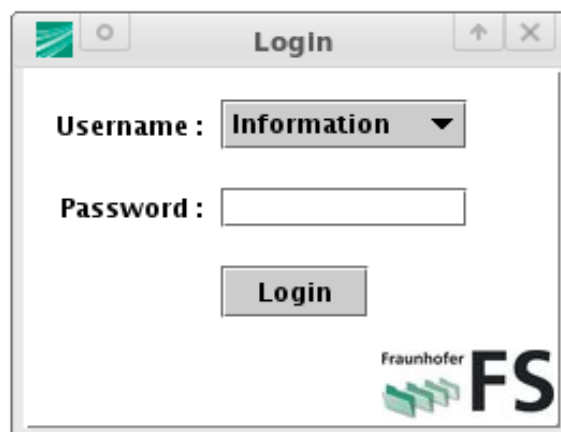 Login
Username :
Information
Password :
Login
Fraunhofer
FS